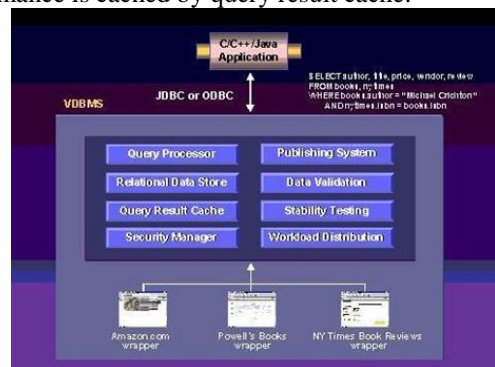 mance is cached by query result cache.
C/C++/Java
Application
SELECT author, title, price, vendor, review
FROM books, nytimes
WHERE books.author = "Michael Crichton"
AND nytimes.isbn = books.isbn
JDBC or ODBC
VDBMS
Query Processor
Publishing System
Relational Data Store
Data Validation
Query Result Cache
Stability Testing
Security Manager
Workload Distribution
Amazon.com
wrapper
Powell's Books
wrapper
NY Times Book Reviews
wrapper